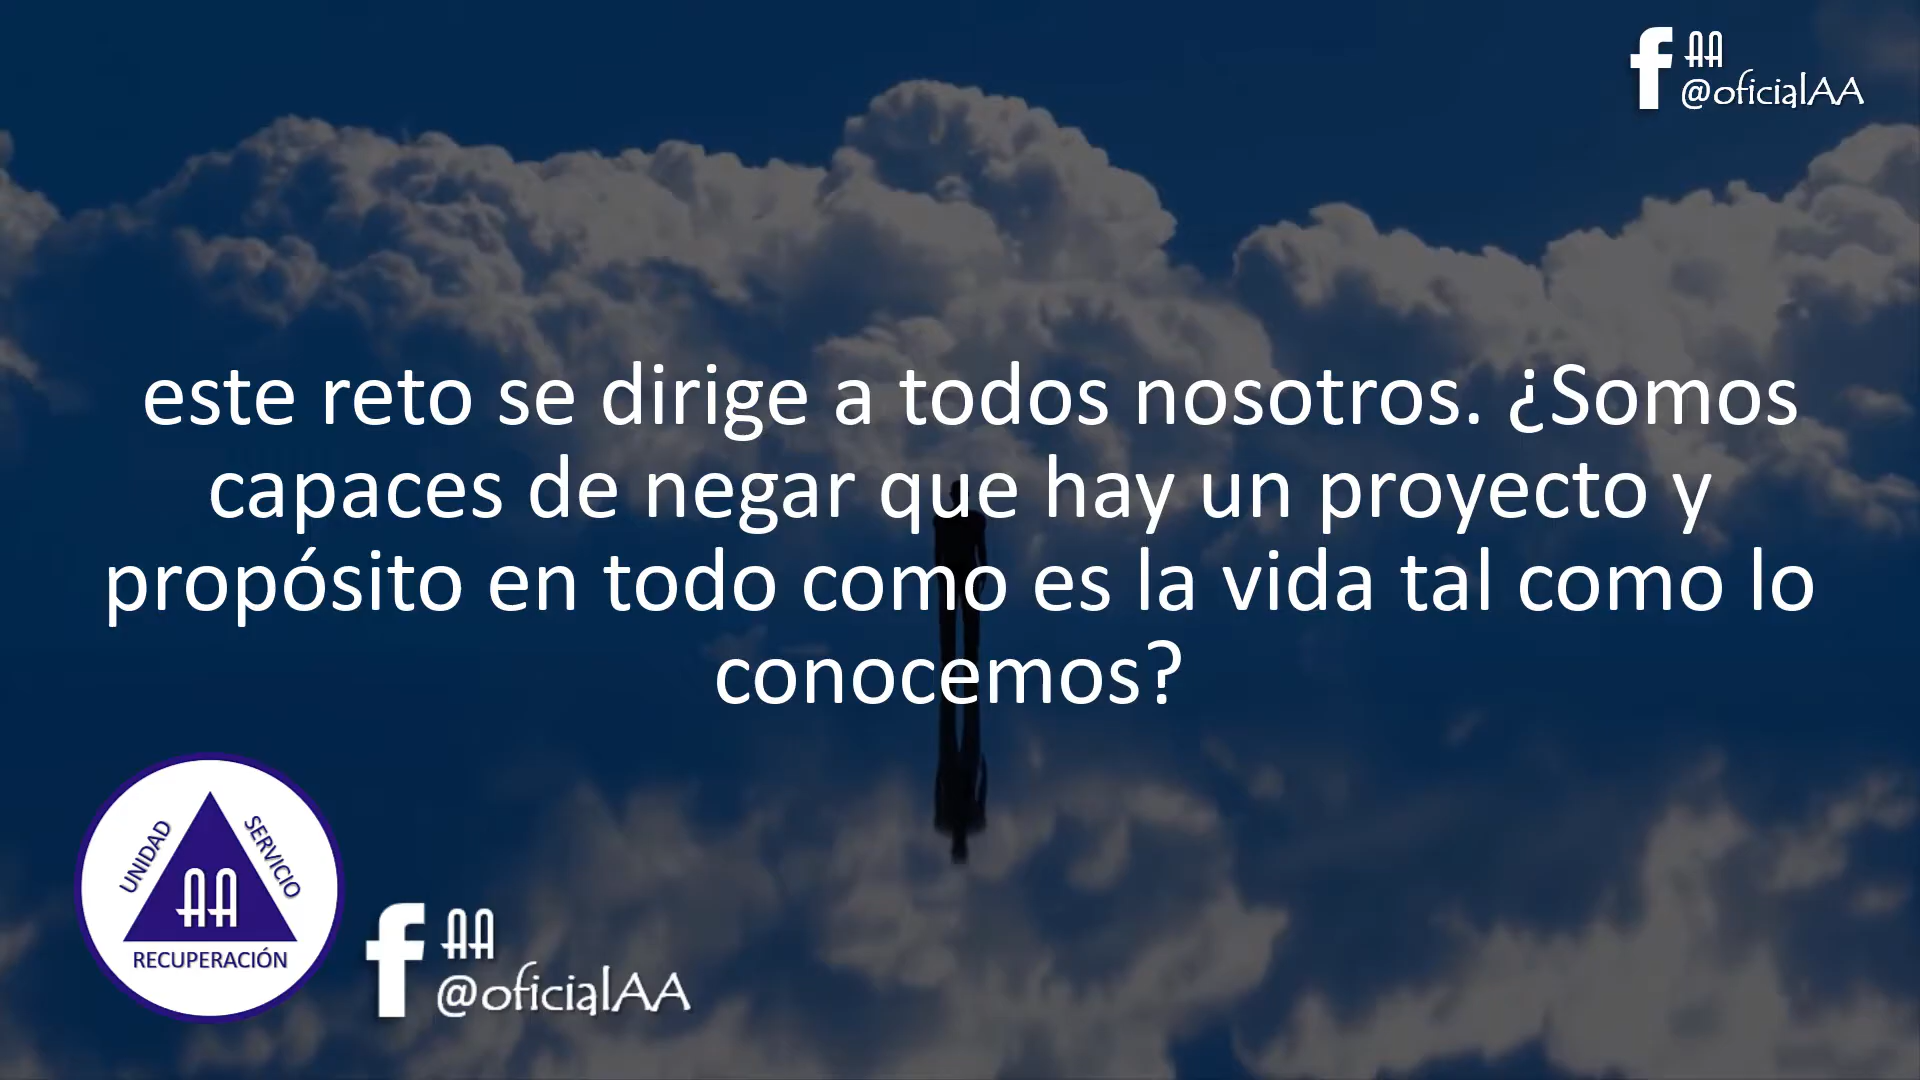 AA
@oficialAA
este reto se dirige a todos nosotros. ¿Somos
capaces de negar que hay un proyecto y
propósito en todo como es la vida tal como lo
conocemos?
UNIDAD
SERVICIO
AA
RECUPERACIÓN
AA
@oficialAA